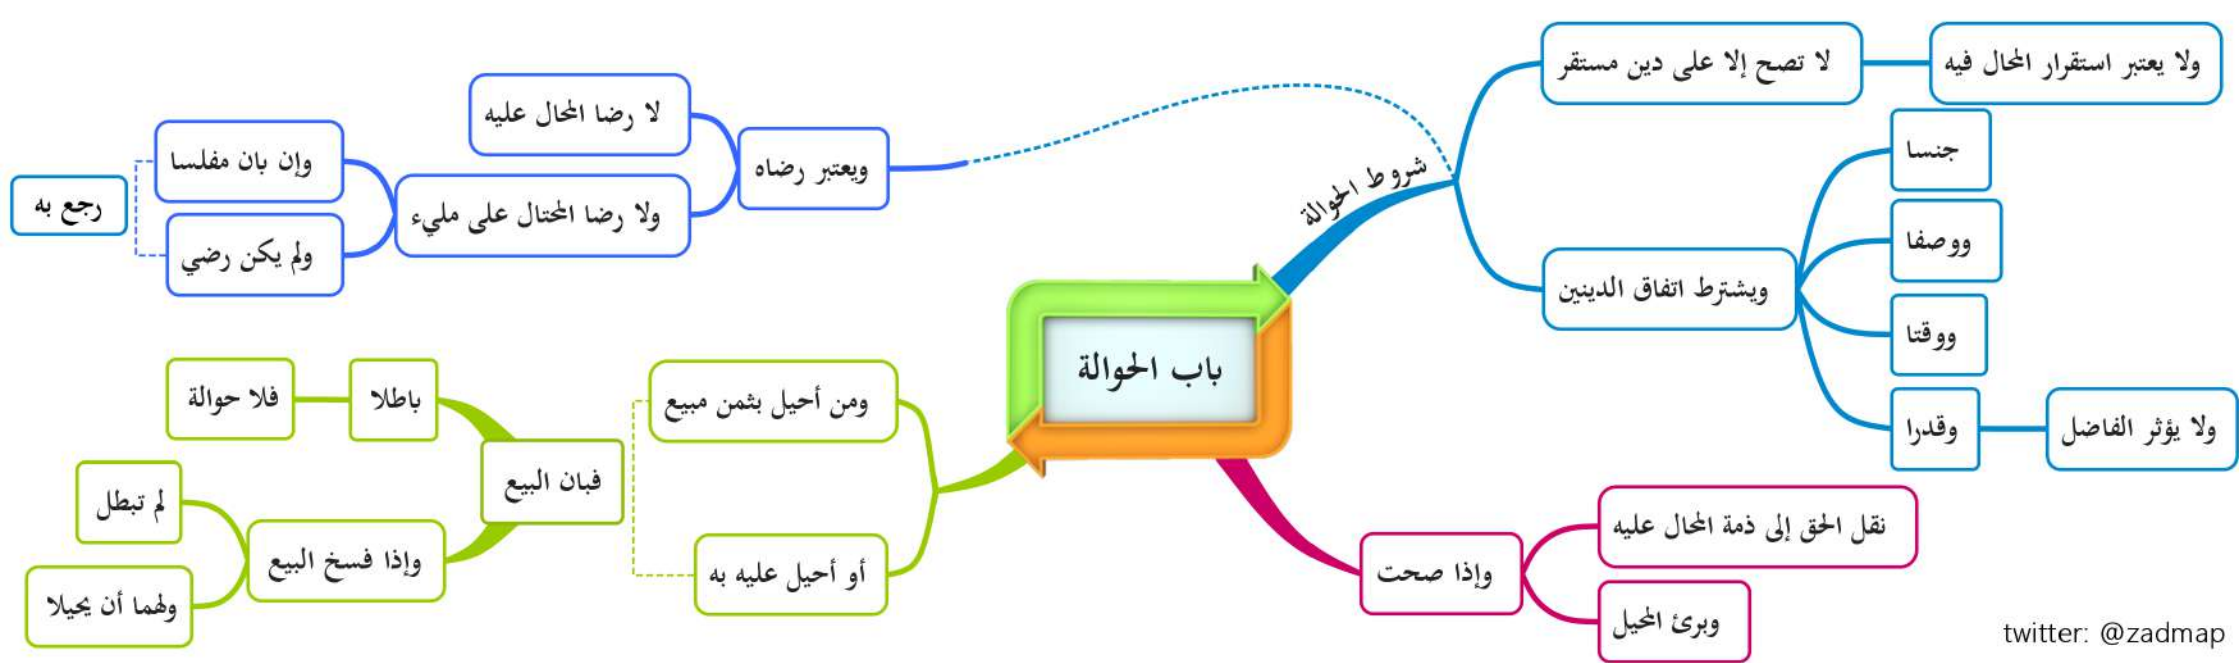 باب الحوالة
شروط الحوالة
لا تصح إلا على دين مستقر
ولا يعتبر استقرار المحال فيه
ويشترط اتفاق الدينين
جنسا
ووصفا
ووقتا
وقدرا
ولا يؤثر الفاضل
ويعتبر رضاه
لا رضا المحال عليه
ولا رضا المحتال على مليء
وإن بان مفلسا
ولم يكن رضي
رجع به
وإذا صحت
نقل الحق إلى ذمة المحال عليه
وبرئ المحيل
ومن أحيل بثمن مبيع
أو أحيل عليه به
فبان البيع
باطلا
فلا حوالة
وإذا فسخ البيع
لم تبطل
ولهما أن يحيلا
twitter: @zadmap